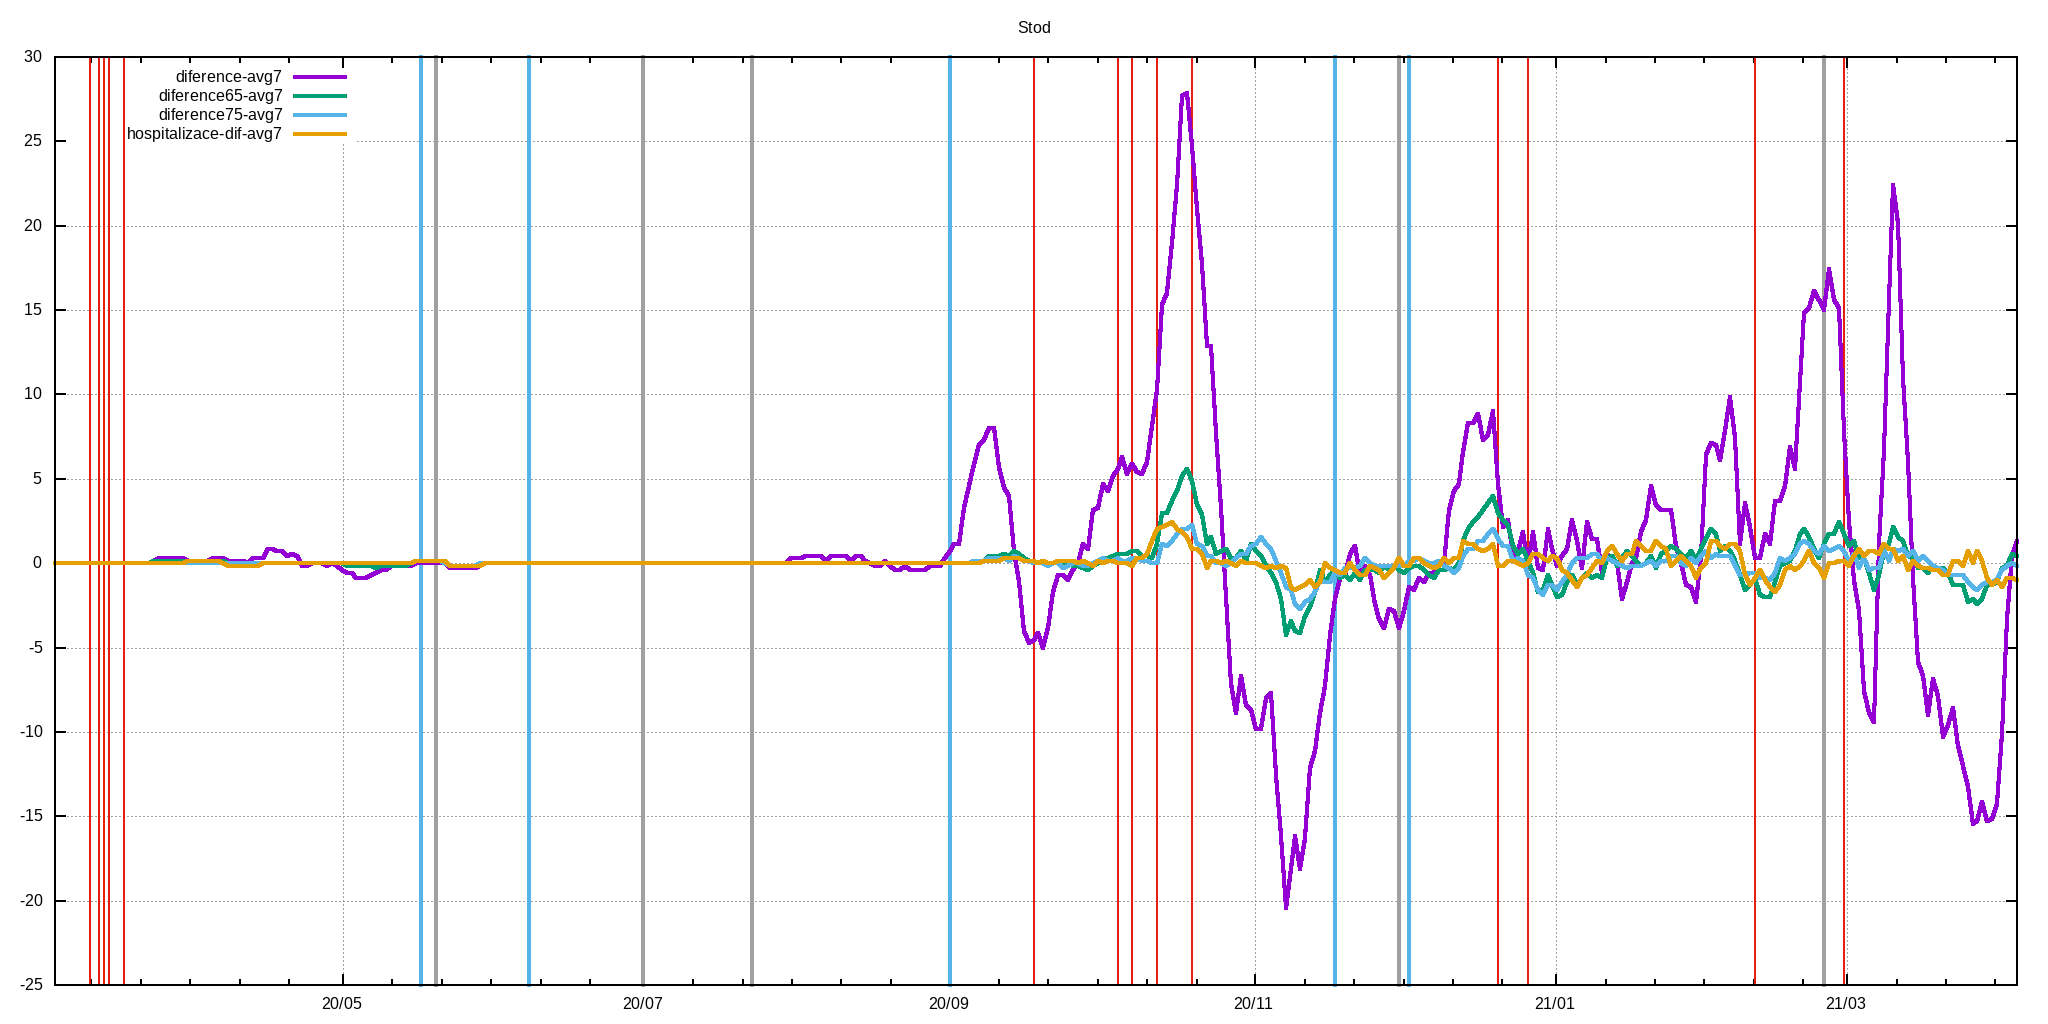 Stod
diference-avg7
diference65-avg7
diference75-avg7
hospitalizace-dif-avg7
30
25
20
15
10
5
0
-5
-10
-15
-20
-25
20/05 20/07 20/09 20/11 21/01 21/03